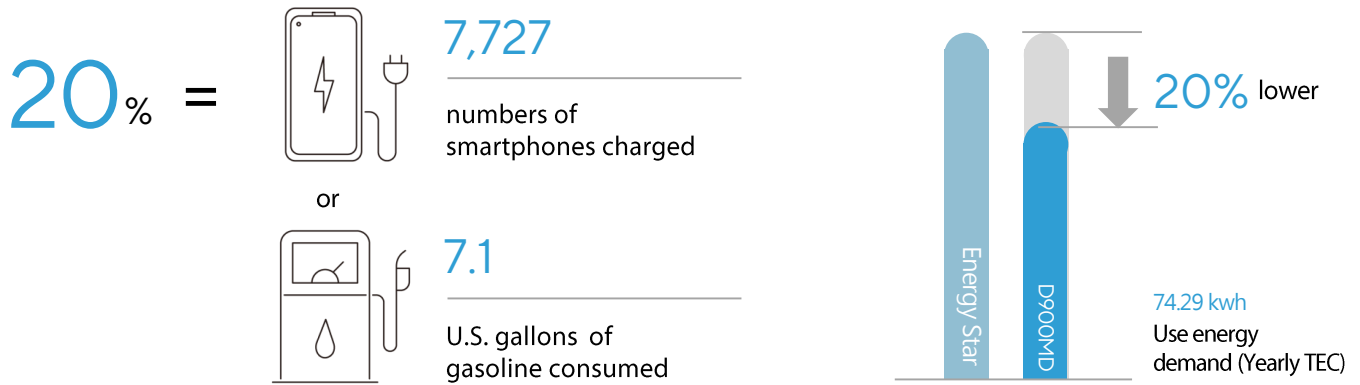 20% =
7,727
numbers of
smartphones charged
or
7.1
U.S. gallons of
gasoline consumed
Energy Star
D900MD
20% lower
74.29 kwh
Use energy
demand (Yearly TEC)